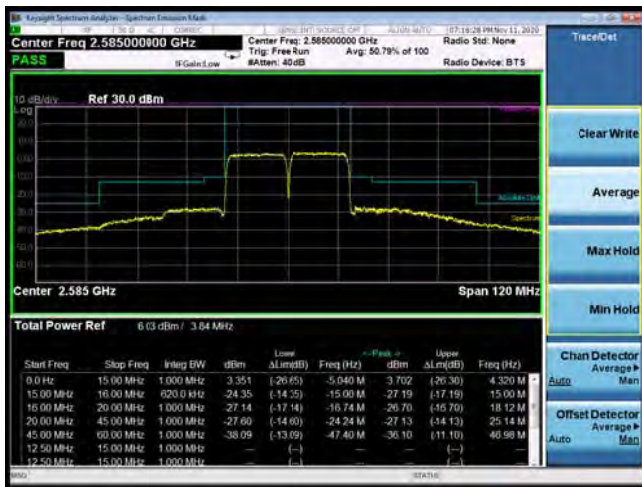 Keysight Spectrum Analyzer - Spectrum Emission Mask
Center Freq 2.585000000 GHz
PASS
IFGain:Low
Center Freq: 2.585000000 GHz
Trig: Free Run Avg: 50.79% of 100
#Atten: 40dB
07:16:28 PM Nov 11, 2020
Radio Std: None
Radio Device: BTS
Trace/Det
10 dB/div Ref 30.0 dBm
Log
Spectrum
Center 2.585 GHz Span 120 MHz
Clear Write
Average
Max Hold
Min Hold
Chan Detector
Average
Auto Man
Offset Detector
Average
Auto Man
Total Power Ref 6.03 dBm / 3.84 MHz
Lower <-Peak-> Upper
Start Freq Stop Freq Integ BW dBm ΔLim(dB) Freq (Hz) dBm ΔLim(dB) Freq (Hz)
0.0 Hz 15.00 MHz 1.000 MHz 3.351 (-26.65) -5.040 M 3.702 (-26.30) 4.320 M
15.00 MHz 16.00 MHz 620.0 kHz -24.35 (-14.35) -15.00 M -27.19 (-17.19) 15.00 M
16.00 MHz 20.00 MHz 1.000 MHz -27.14 (-17.14) -16.74 M -26.70 (-16.70) 18.12 M
20.00 MHz 45.00 MHz 1.000 MHz -27.60 (-14.60) -24.24 M -27.13 (-14.13) 25.14 M
45.00 MHz 60.00 MHz 1.000 MHz -38.09 (-13.09) -47.40 M -36.10 (-11.10) 46.98 M
12.50 MHz 15.00 MHz 1.000 MHz --- (---) --- (---)
12.50 MHz 15.00 MHz 1.000 MHz --- (---) --- (---)
MSG STATUS